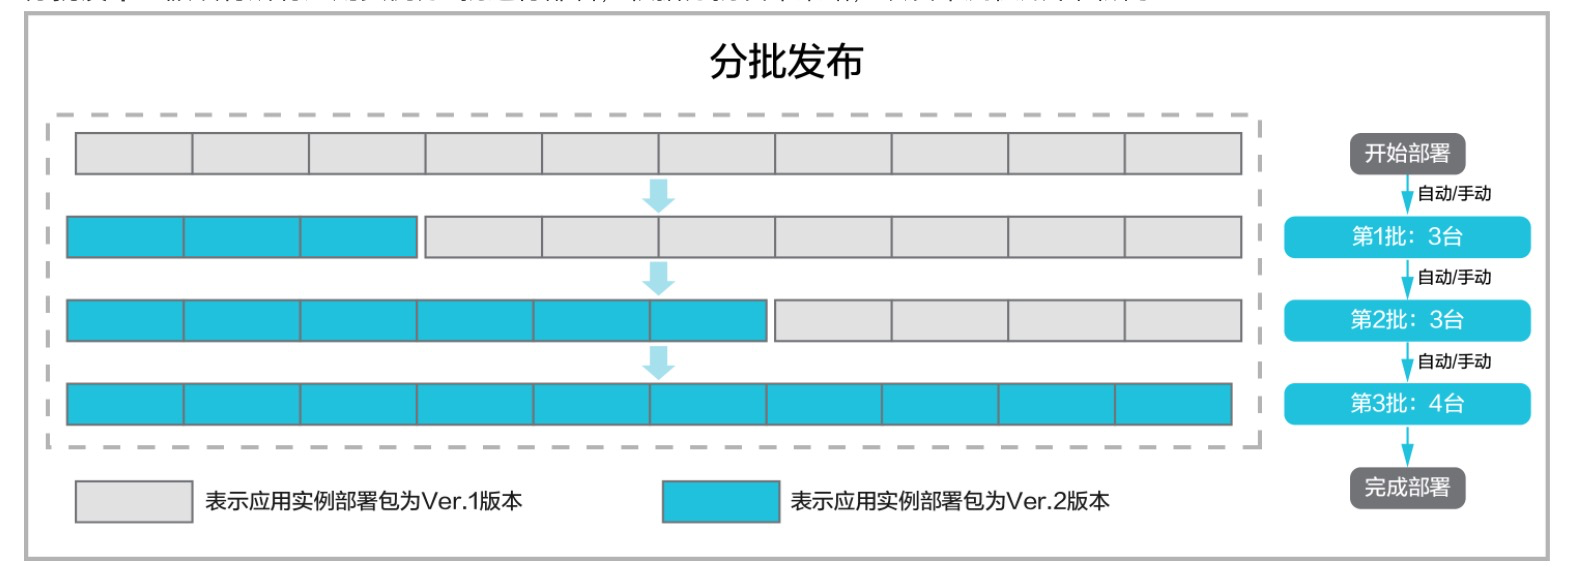 分批发布
开始部署
自动/手动
第1批：3台
自动/手动
第2批：3台
自动/手动
第3批：4台
完成部署
表示应用实例部署包为Ver.1版本
表示应用实例部署包为Ver.2版本